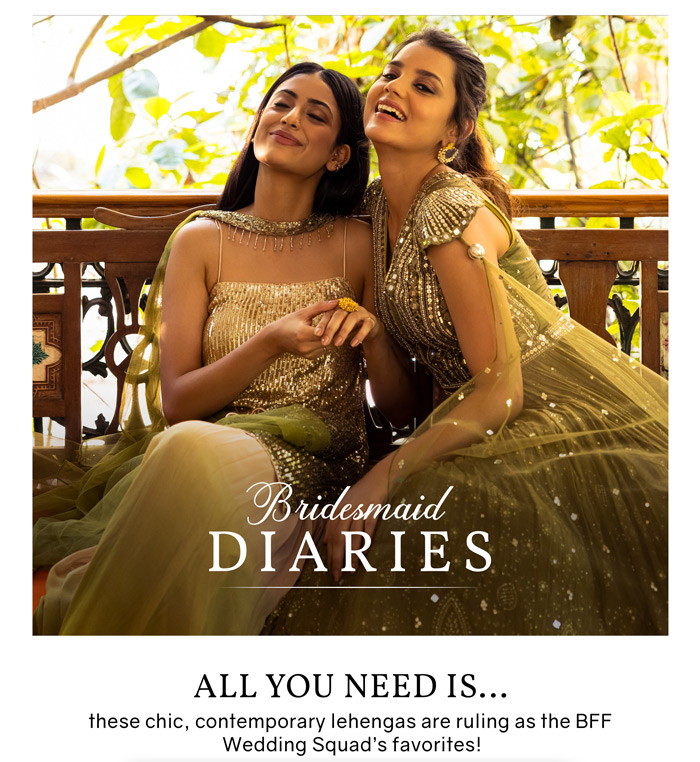 Bridesmaid
DIARIES
ALL YOU NEED IS...
these chic, contemporary lehengas are ruling as the BFF
Wedding Squad's favorites!